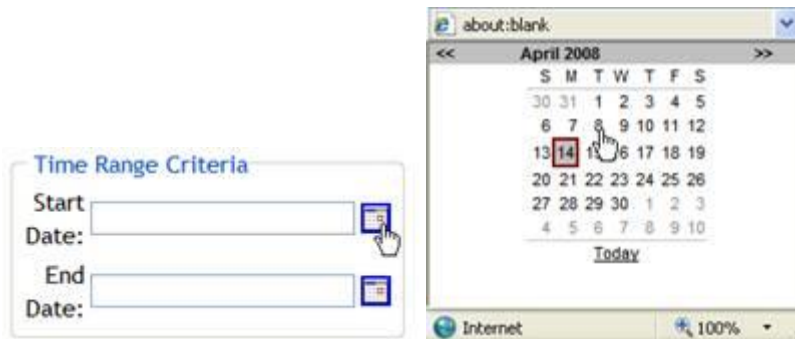 Time Range Criteria
Start
Date:
End
Date:
about:blank
<< April 2008 >>
S M T W T F S
30 31 1 2 3 4 5
6 7 8 9 10 11 12
13 14 16 17 18 19
20 21 22 23 24 25 26
27 28 29 30 1 2 3
4 5 6 7 8 9 10
Today
Internet 100%